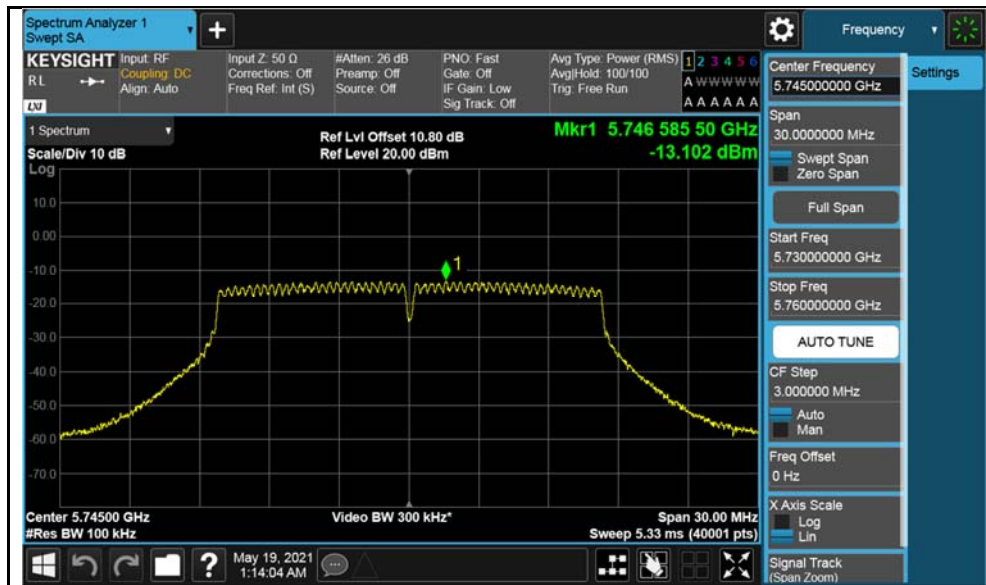 Spectrum Analyzer 1
Swept SA
+
Frequency
KEYSIGHT
RL
LXI
Input: RF
Coupling: DC
Align: Auto
Input Z: 50 Ω
Corrections: Off
Freq Ref: Int (S)
#Atten: 26 dB
Preamp: Off
Source: Off
PNO: Fast
Gate: Off
IF Gain: Low
Sig Track: Off
Avg Type: Power (RMS)
Avg|Hold: 100/100
Trig: Free Run
1 2 3 4 5 6
A W W W W W
A A A A A A
1 Spectrum
Scale/Div 10 dB
Ref Lvl Offset 10.80 dB
Ref Level 20.00 dBm
Mkr1 5.746 585 50 GHz
-13.102 dBm
Log
10.0
0.00
-10.0
-20.0
-30.0
-40.0
-50.0
-60.0
-70.0
1
Center 5.74500 GHz
#Res BW 100 kHz
Video BW 300 kHz*
Span 30.00 MHz
Sweep 5.33 ms (40001 pts)
Center Frequency
5.745000000 GHz
Settings
Span
30.0000000 MHz
Swept Span
Zero Span
Full Span
Start Freq
5.730000000 GHz
Stop Freq
5.760000000 GHz
AUTO TUNE
CF Step
3.000000 MHz
Auto
Man
Freq Offset
0 Hz
X Axis Scale
Log
Lin
Signal Track
(Span Zoom)
?
May 19, 2021
1:14:04 AM